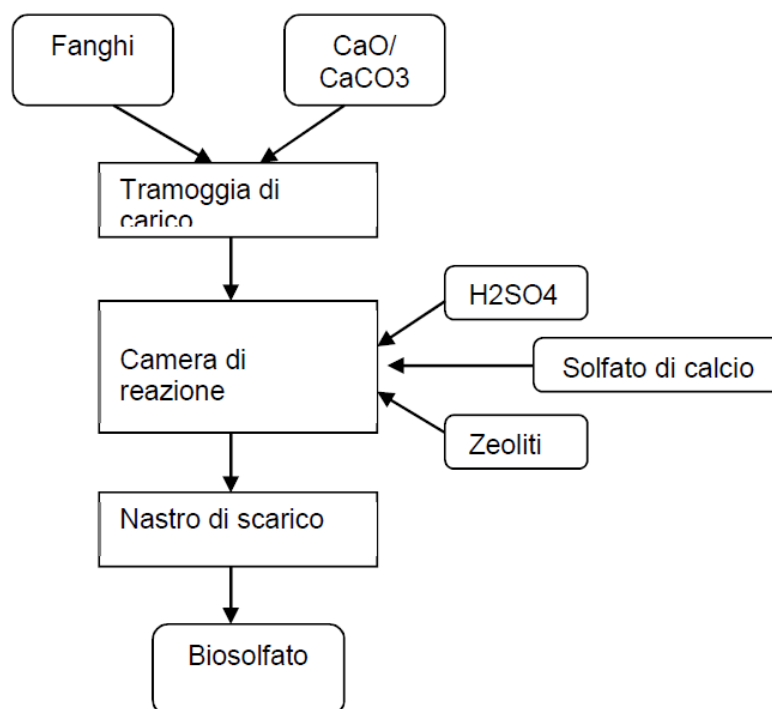 Fanghi
CaO/
CaCO3
Tramoggia di
carico
H2SO4
Camera di
reazione
Solfato di calcio
Zeoliti
Nastro di scarico
Biosolfato